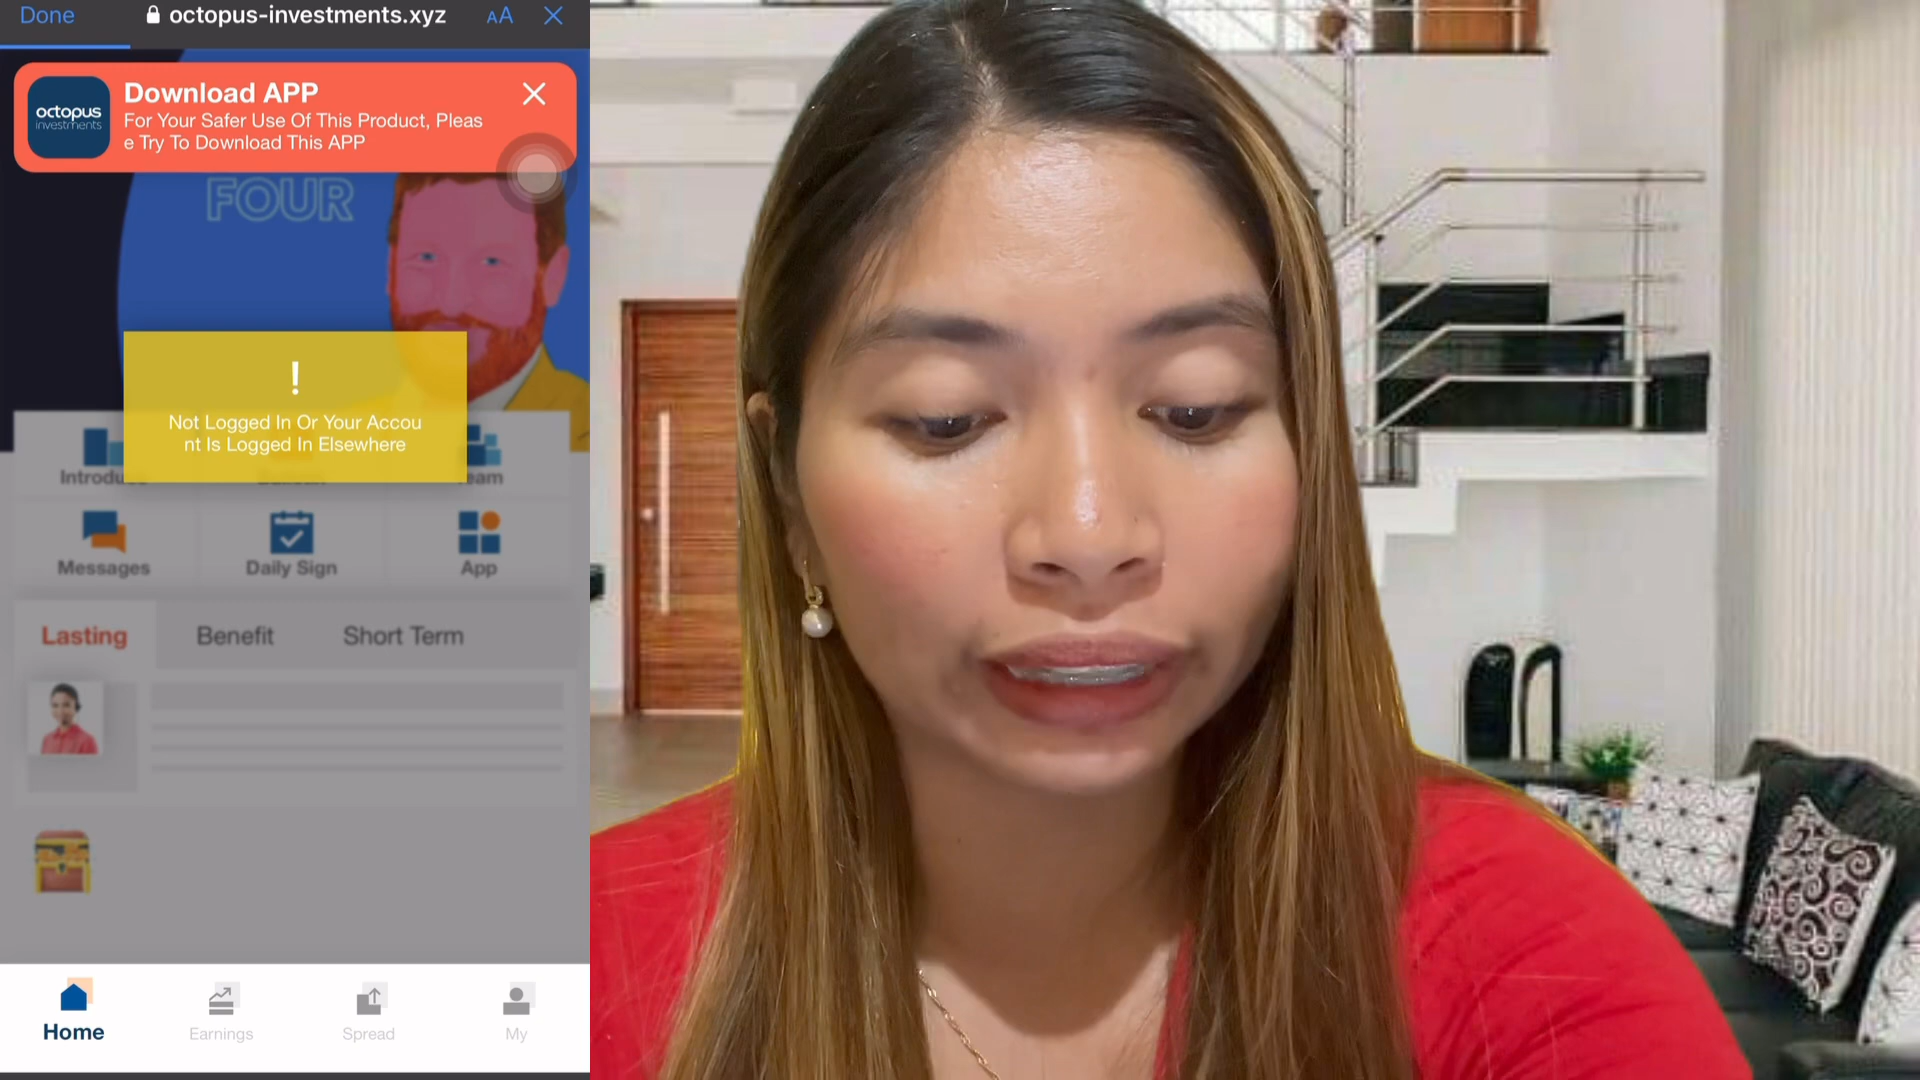 Done
octopus-investments.xyz
AA
octopus
investments
Download APP
For Your Safer Use Of This Product, Pleas
e Try To Download This APP
FOUR
!
Not Logged In Or Your Accou
nt Is Logged In Elsewhere
Messages
Daily Sign
App
Lasting
Benefit
Short Term
Home
Earnings
Spread
My